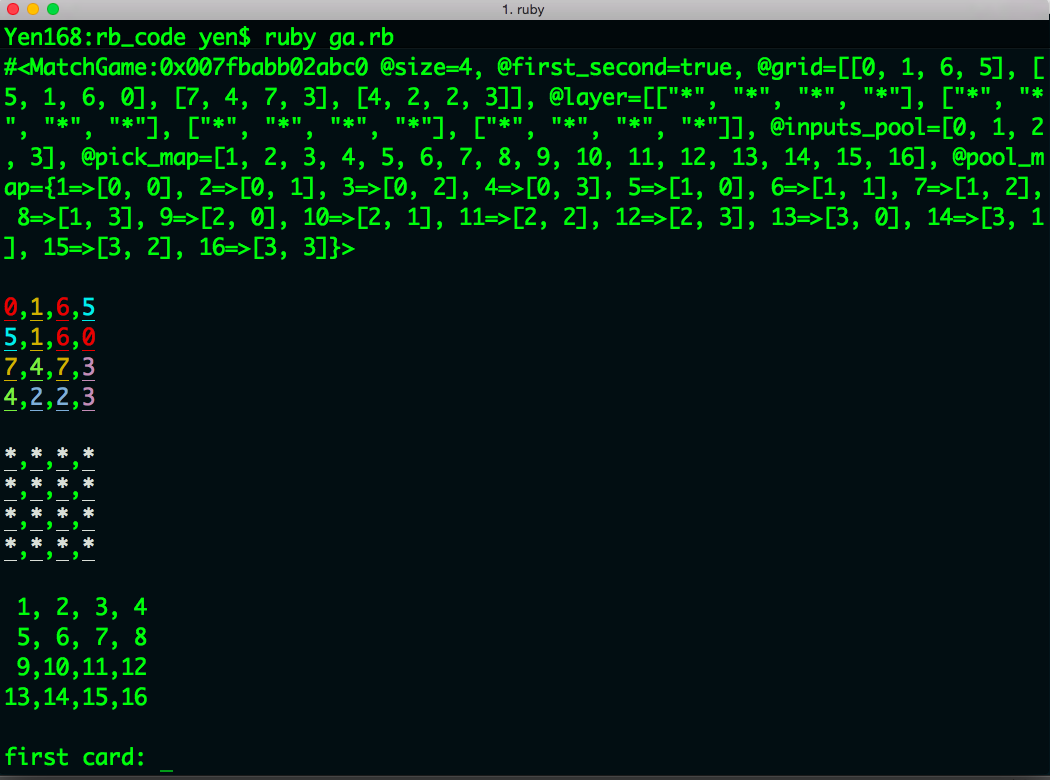 1. ruby
Yen168:rb_code yen$ ruby ga.rb
#<MatchGame:0x007fbabb02abc0 @size=4, @first_second=true, @grid=[[0, 1, 6, 5], [
5, 1, 6, 0], [7, 4, 7, 3], [4, 2, 2, 3]], @layer=[["*", "*", "*", "*"], ["*", "*
", "*", "*"], ["*", "*", "*", "*"], ["*", "*", "*", "*"]], @inputs_pool=[0, 1, 2
, 3], @pick_map=[1, 2, 3, 4, 5, 6, 7, 8, 9, 10, 11, 12, 13, 14, 15, 16], @pool_m
ap={1=>[0, 0], 2=>[0, 1], 3=>[0, 2], 4=>[0, 3], 5=>[1, 0], 6=>[1, 1], 7=>[1, 2],
 8=>[1, 3], 9=>[2, 0], 10=>[2, 1], 11=>[2, 2], 12=>[2, 3], 13=>[3, 0], 14=>[3, 1
], 15=>[3, 2], 16=>[3, 3]}>
0,1,6,5
5,1,6,0
7,4,7,3
4,2,2,3
*,*,*,*
*,*,*,*
*,*,*,*
*,*,*,*
 1, 2, 3, 4
 5, 6, 7, 8
 9,10,11,12
13,14,15,16
first card: _